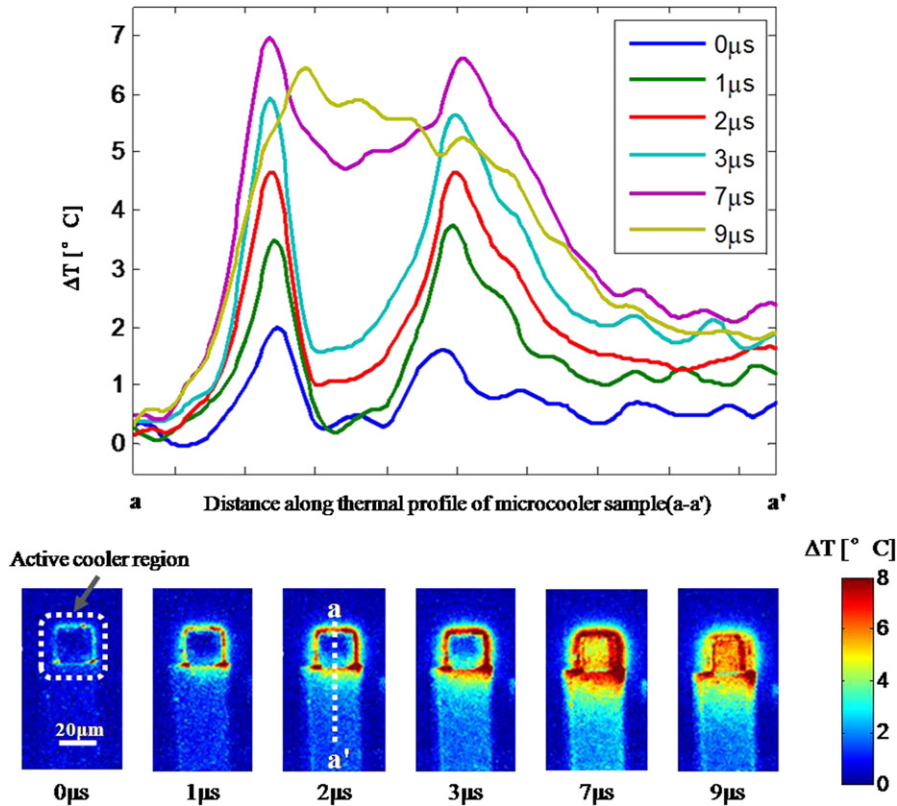 7
6
5
4
3
2
1
0
ΔT [° C]
0μs
1μs
2μs
3μs
7μs
9μs
a Distance along thermal profile of microcooler sample(a-a') a'
Active cooler region
ΔT [° C]
20μm
a
a'
8
6
4
2
0
0μs 1μs 2μs 3μs 7μs 9μs